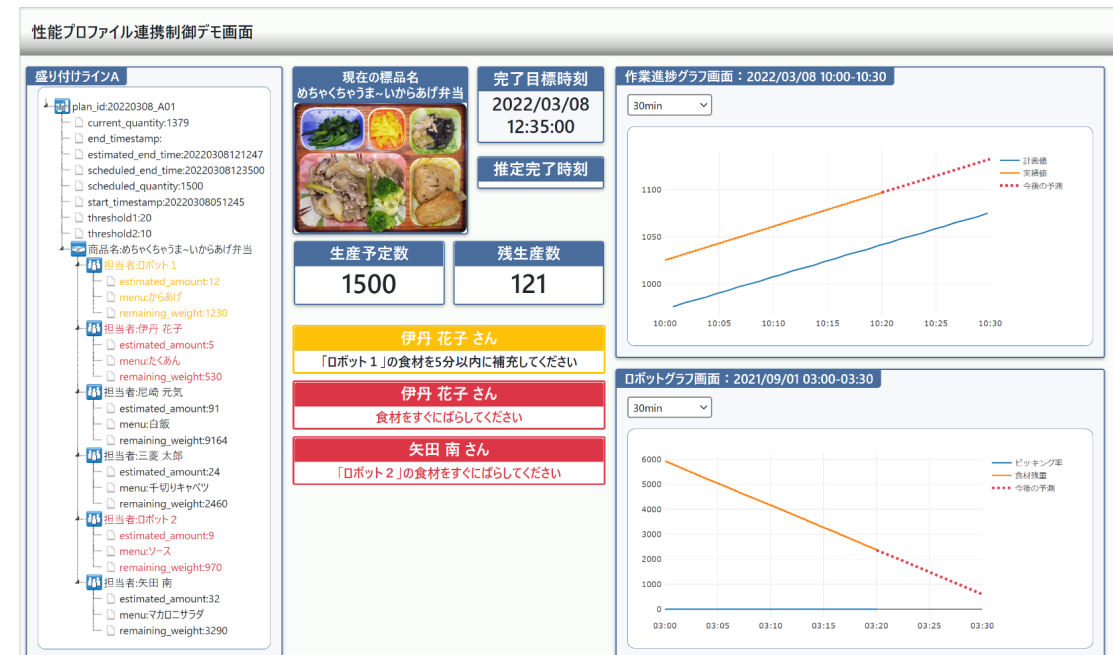 性能プロファイル連携制御デモ画面
盛り付けラインA
plan_id:20220308_A01
current_quantity:1379
end_timestamp:
estimated_end_time:20220308121247
scheduled_end_time:20220308123500
scheduled_quantity:1500
start_timestamp:20220308051245
threshold1:20
threshold2:10
商品名:めちゃくちゃうま~いからあげ弁当
担当者:ロボット 1
estimated_amount:12
menu:からあげ
remaining_weight:1230
担当者:伊丹 花子
estimated_amount:5
menu:たくあん
remaining_weight:530
担当者:尼崎 元気
estimated_amount:91
menu:白飯
remaining_weight:9164
担当者:三菱 太郎
estimated_amount:24
menu:千切りキャベツ
remaining_weight:2460
担当者:ロボット 2
estimated_amount:9
menu:ソース
remaining_weight:970
担当者:矢田 南
estimated_amount:32
menu:マカロニサラダ
remaining_weight:3290
現在の標品名
めちゃくちゃうま~いからあげ弁当
完了目標時刻
2022/03/08
12:35:00
推定完了時刻
生産予定数
1500
残生産数
121
伊丹 花子 さん
「ロボット 1 」の食材を5分以内に補充してください
伊丹 花子 さん
食材をすぐにばらしてください
矢田 南 さん
「ロボット 2 」の食材をすぐにばらしてください
作業進捗グラフ画面：2022/03/08 10:00-10:30
30min
計画値
実績値
今後の予測
1100
1050
1000
10:00 10:05 10:10 10:15 10:20 10:25 10:30
ロボットグラフ画面：2021/09/01 03:00-03:30
30min
ピッキング率
食材残量
今後の予測
6000
5000
4000
3000
2000
1000
0
03:00 03:05 03:10 03:15 03:20 03:25 03:30